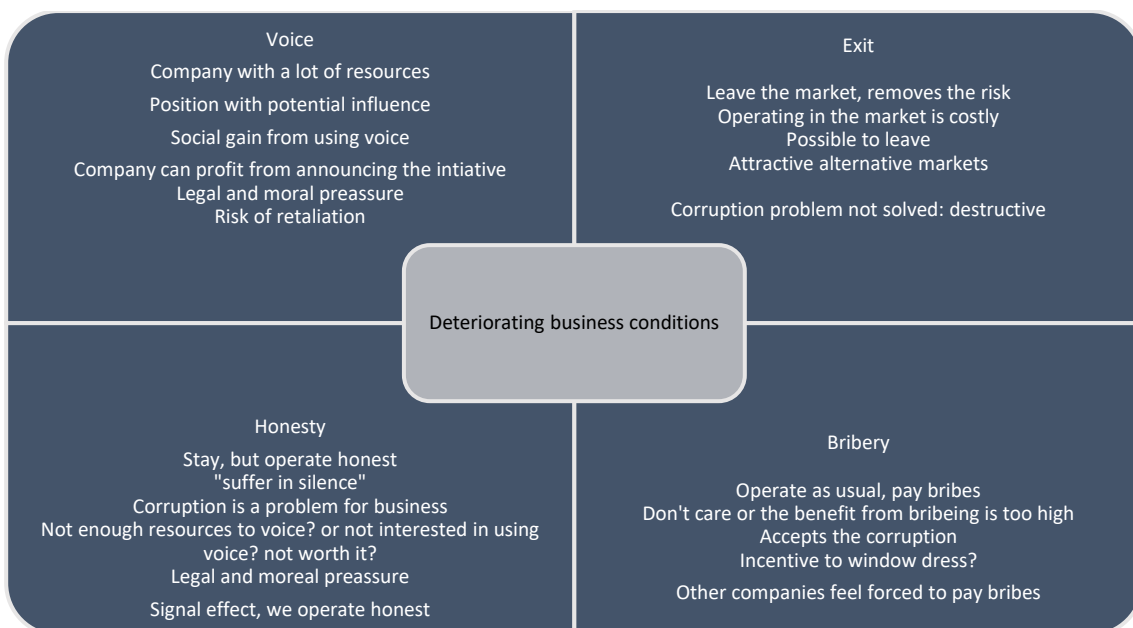 Voice
Company with a lot of resources
Position with potential influence
Social gain from using voice
Company can profit from announcing the intiative
Legal and moral preassure
Risk of retaliation
Exit
Leave the market, removes the risk
Operating in the market is costly
Possible to leave
Attractive alternative markets
Corruption problem not solved: destructive
Deteriorating business conditions
Honesty
Stay, but operate honest
"suffer in silence"
Corruption is a problem for business
Not enough resources to voice? or not interested in using
voice? not worth it?
Legal and moreal preassure
Signal effect, we operate honest
Bribery
Operate as usual, pay bribes
Don't care or the benefit from bribeing is too high
Accepts the corruption
Incentive to window dress?
Other companies feel forced to pay bribes